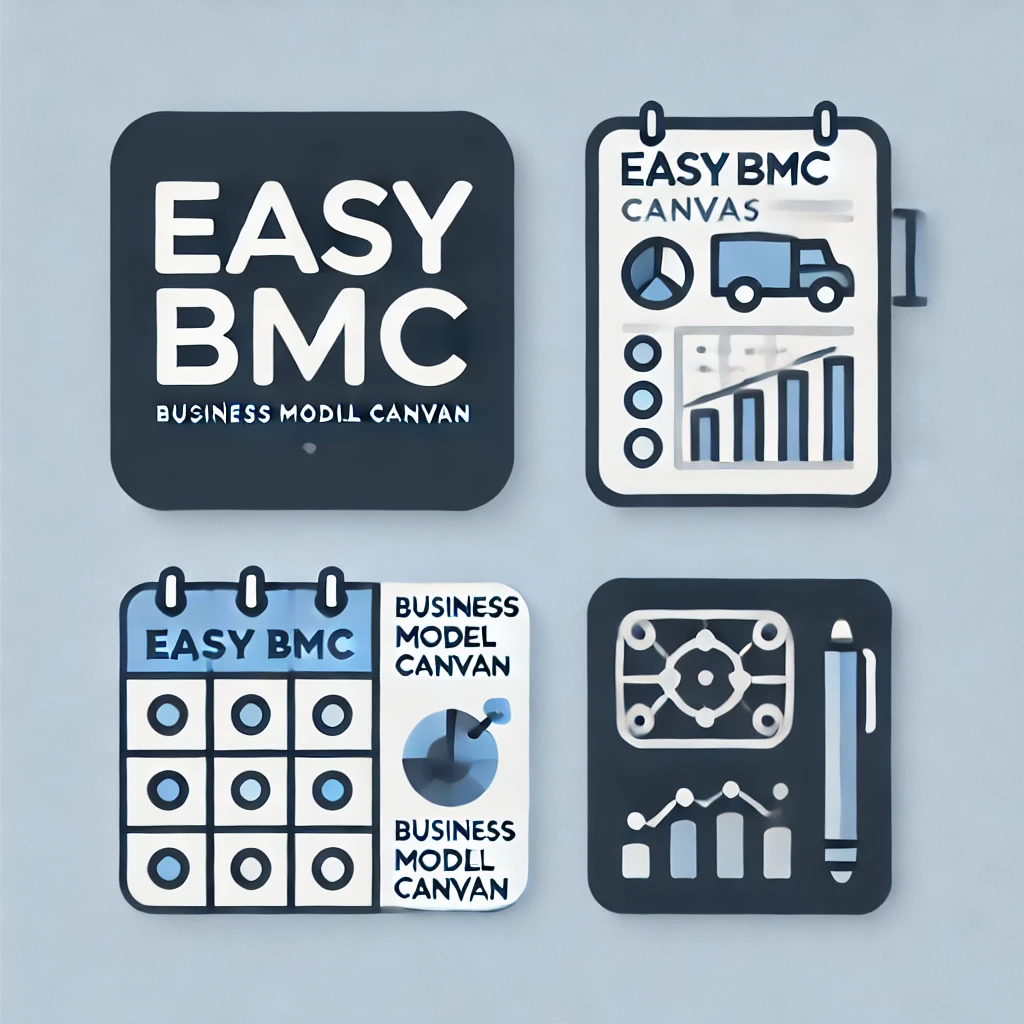 EASY
BMC
BUSINESS MODIL CANVAN
EASY BMC
CANVAS
EASY BMC
BUSINESS
MODEL
CANVAN
BUSINESS
MODLL
CANVAN